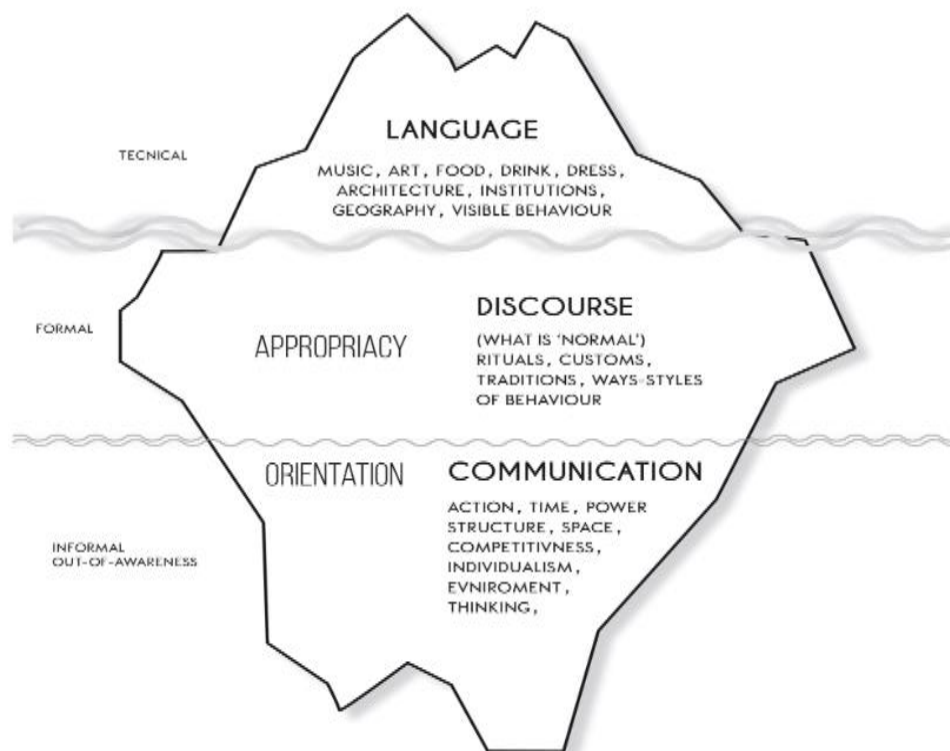 TECNICAL
LANGUAGE
MUSIC, ART, FOOD, DRINK, DRESS,
ARCHITECTURE, INSTITUTIONS,
GEOGRAPHY, VISIBLE BEHAVIOUR
FORMAL
APPROPRIACY
DISCOURSE
(WHAT IS 'NORMAL')
RITUALS, CUSTOMS,
TRADITIONS, WAYS-STYLES
OF BEHAVIOUR
ORIENTATION
COMMUNICATION
ACTION, TIME, POWER
STRUCTURE, SPACE,
COMPETITIVNESS,
INDIVIDUALISM,
EVNIROMENT,
THINKING,
INFORMAL
OUT-OF-AWARENESS